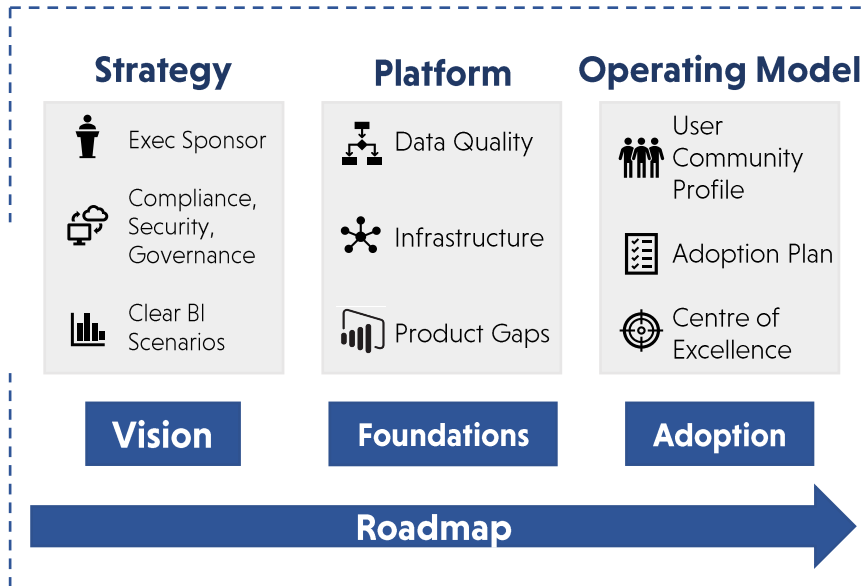 Strategy
Exec Sponsor
Compliance,
Security,
Governance
Clear BI
Scenarios
Vision
Platform
Data Quality
Infrastructure
Product Gaps
Foundations
Operating Model
User
Community
Profile
Adoption Plan
Centre of
Excellence
Adoption
Roadmap